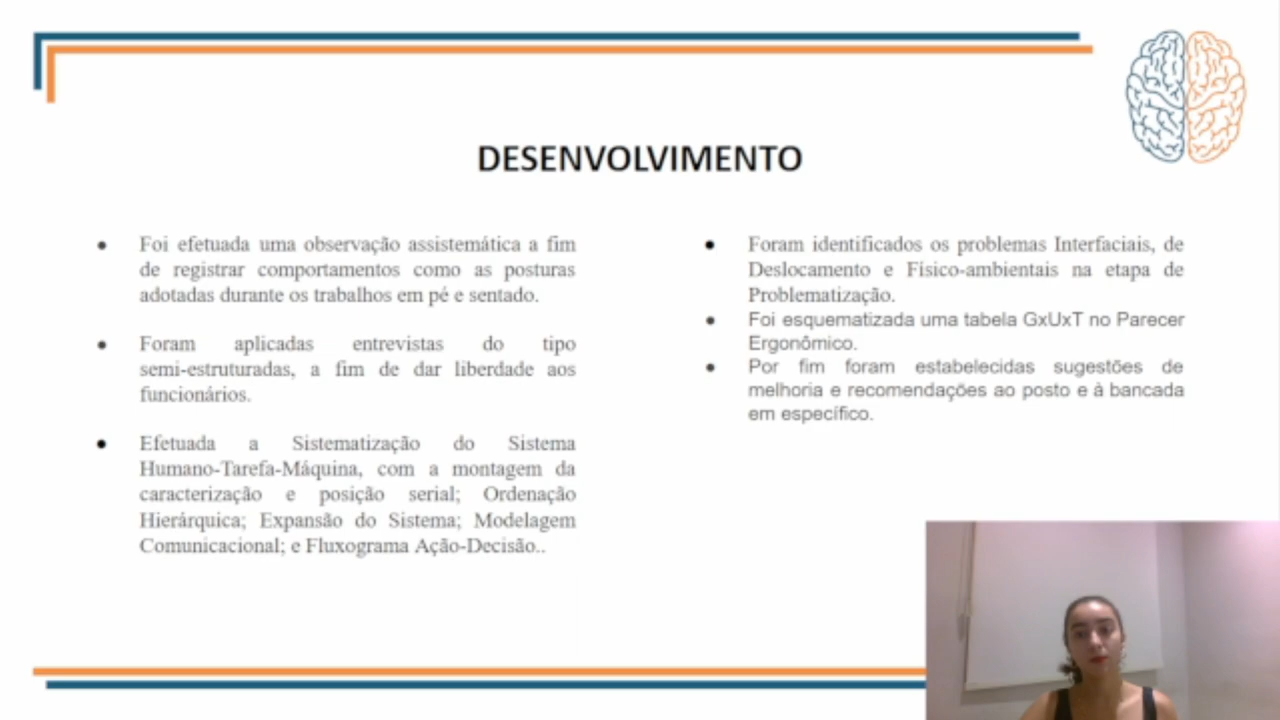 DESENVOLVIMENTO
● Foi efetuada uma observação assistemática a fim
de registrar comportamentos como as posturas
adotadas durante os trabalhos em pé e sentado.
● Foram aplicadas entrevistas do tipo
semi-estruturadas, a fim de dar liberdade aos
funcionários.
● Efetuada a Sistematização do Sistema
Humano-Tarefa-Máquina, com a montagem da
caracterização e posição serial; Ordenação
Hierárquica; Expansão do Sistema; Modelagem
Comunicacional; e Fluxograma Ação-Decisão..
● Foram identificados os problemas Interfaciais, de
Deslocamento e Físico-ambientais na etapa de
Problematização.
● Foi esquematizada uma tabela GxUxT no Parecer
Ergonômico.
● Por fim foram estabelecidas sugestões de
melhoria e recomendações ao posto e à bancada
em específico.